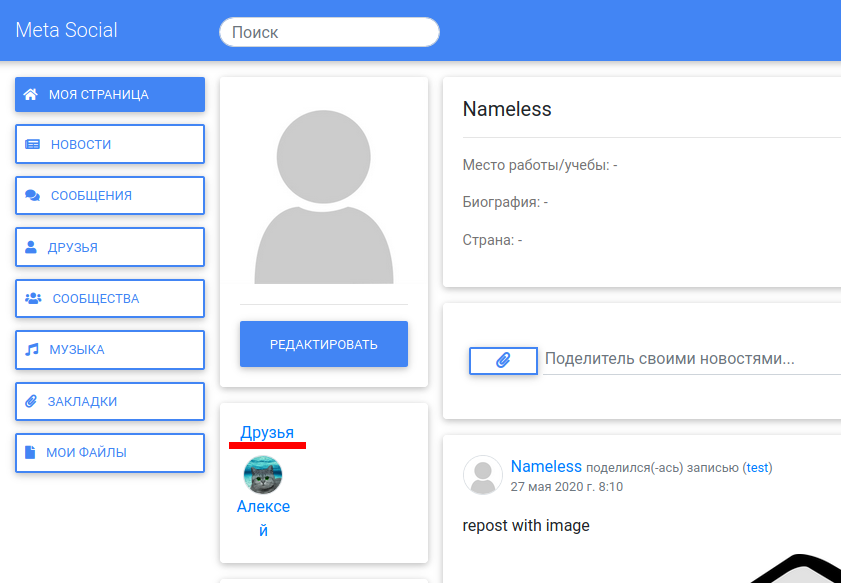 Meta Social
Поиск
МОЯ СТРАНИЦА
НОВОСТИ
СООБЩЕНИЯ
ДРУЗЬЯ
СООБЩЕСТВА
МУЗЫКА
ЗАКЛАДКИ
МОИ ФАЙЛЫ
РЕДАКТИРОВАТЬ
Друзья
Алексе
й
Nameless
Место работы/учебы: -
Биография: -
Страна: -
Поделитель своими новостями...
Nameless поделился(-ась) записью (test)
27 мая 2020 г. 8:10
repost with image